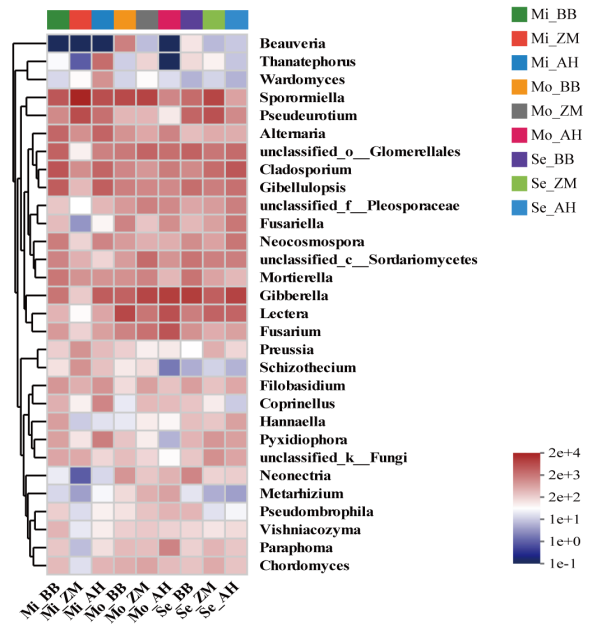 Beauveria
Thanatephorus
Wardomyces
Sporormiella
Pseudeurotium
Alternaria
unclassified_o__Glomerellales
Cladosporium
Gibellulopsis
unclassified_f__Pleosporaceae
Fusariella
Neocosmospora
unclassified_c__Sordariomycetes
Mortierella
Gibberella
Lectera
Fusarium
Preussia
Schizothecium
Filobasidium
Coprinellus
Hannaella
Pyxidiophora
unclassified_k__Fungi
Neonectria
Metarhizium
Pseudombrophila
Vishniacozyma
Paraphoma
Chordomyces
Mi_BB
Mi_ZM
Mi_AH
Mo_BB
Mo_ZM
Mo_AH
Se_BB
Se_ZM
Se_AH
Mi_BB
Mi_ZM
Mi_AH
Mo_BB
Mo_ZM
Mo_AH
Se_BB
Se_ZM
Se_AH
2e+4
2e+2
1e+1
1e+0
1e-1